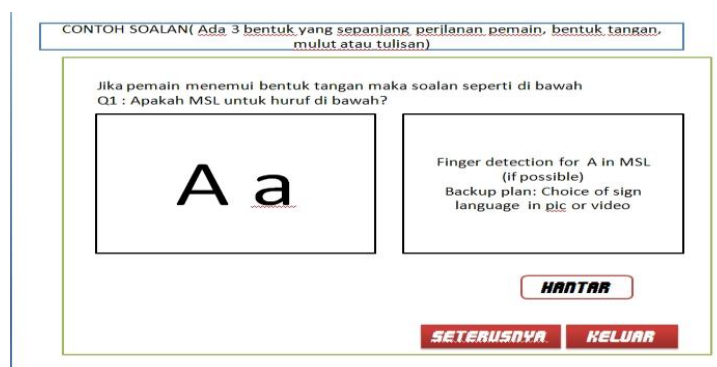 CONTOH SOALAN( Ada 3 bentuk yang sepanjang perjlanan pemain, bentuk tangan,
mulut atau tulisan)
Jika pemain menemui bentuk tangan maka soalan seperti di bawah
Q1 : Apakah MSL untuk huruf di bawah?
A a
Finger detection for A in MSL
(if possible)
Backup plan: Choice of sign
language in pic or video
HANTAR
SETERUSNYA
KELUAR